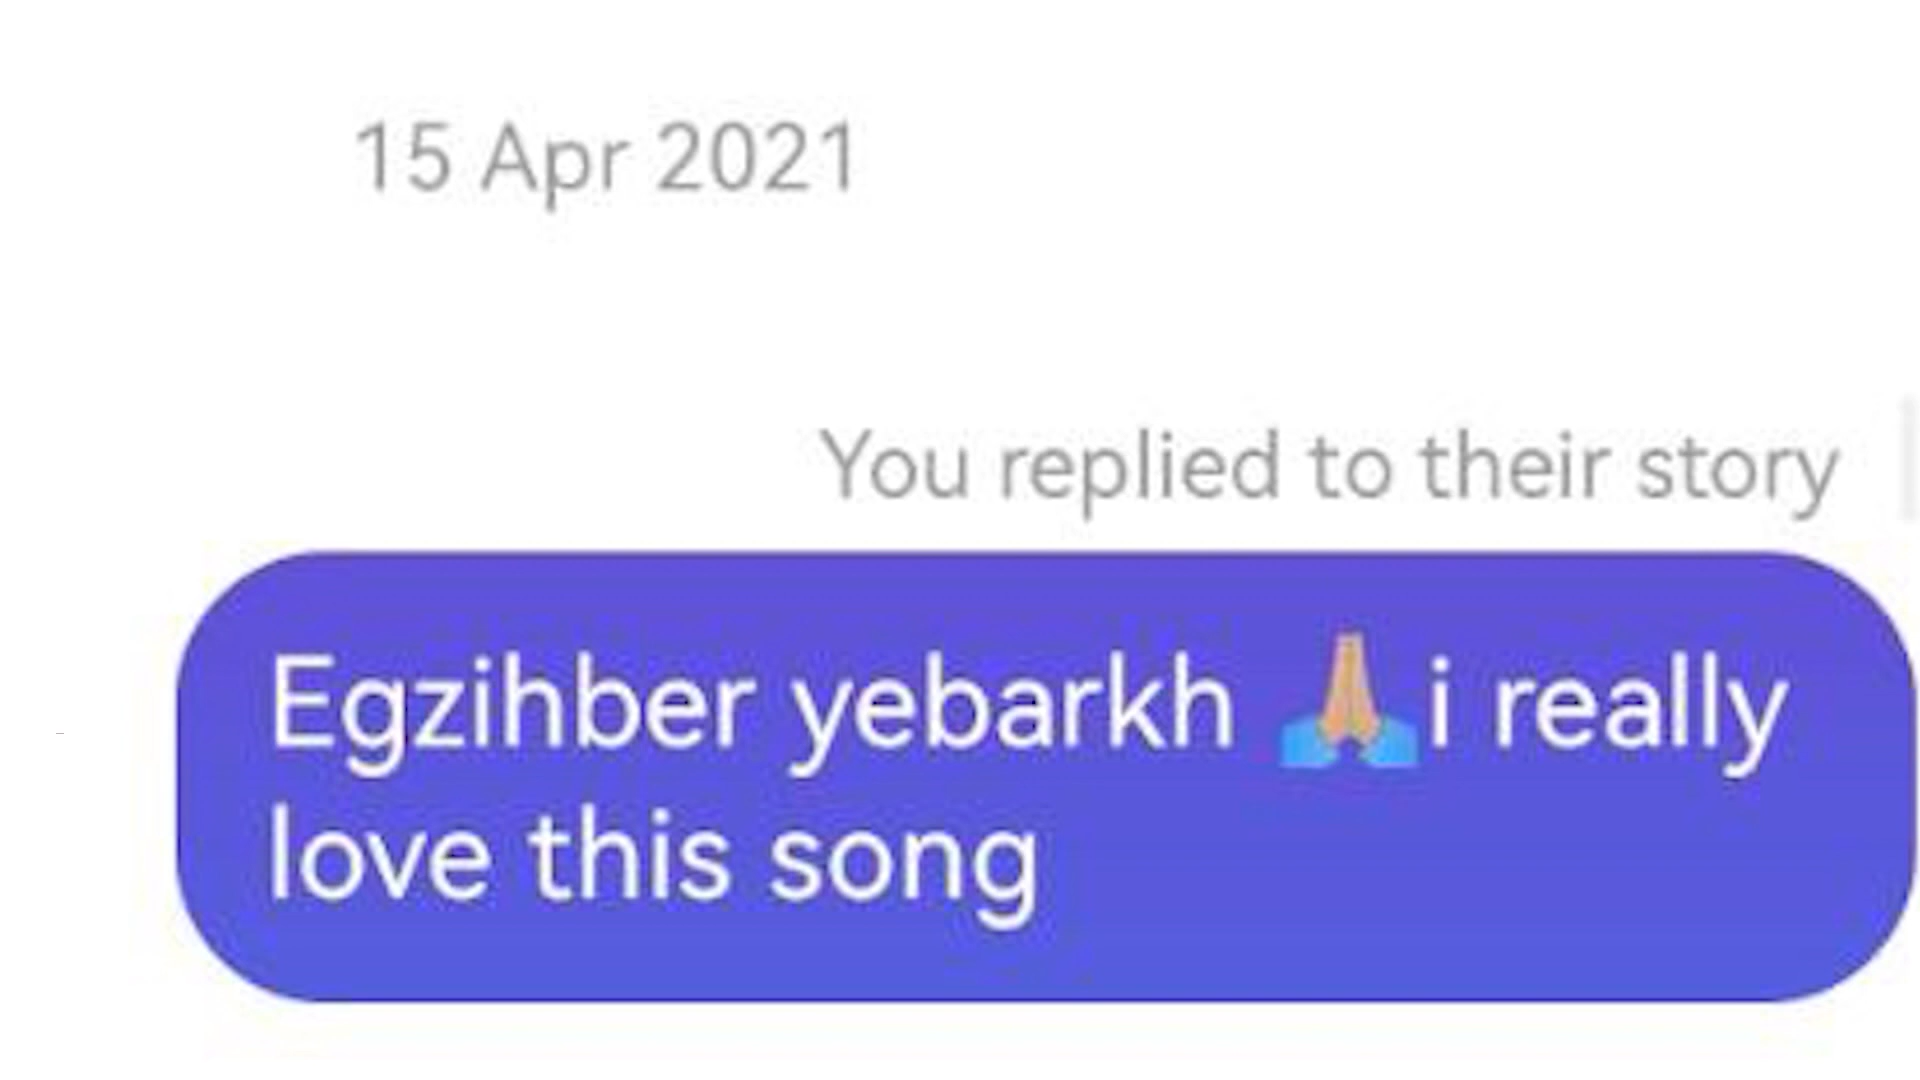 15 Apr 2021
You replied to their story
Egzihber yebarkh 🙏🏼i really
love this song